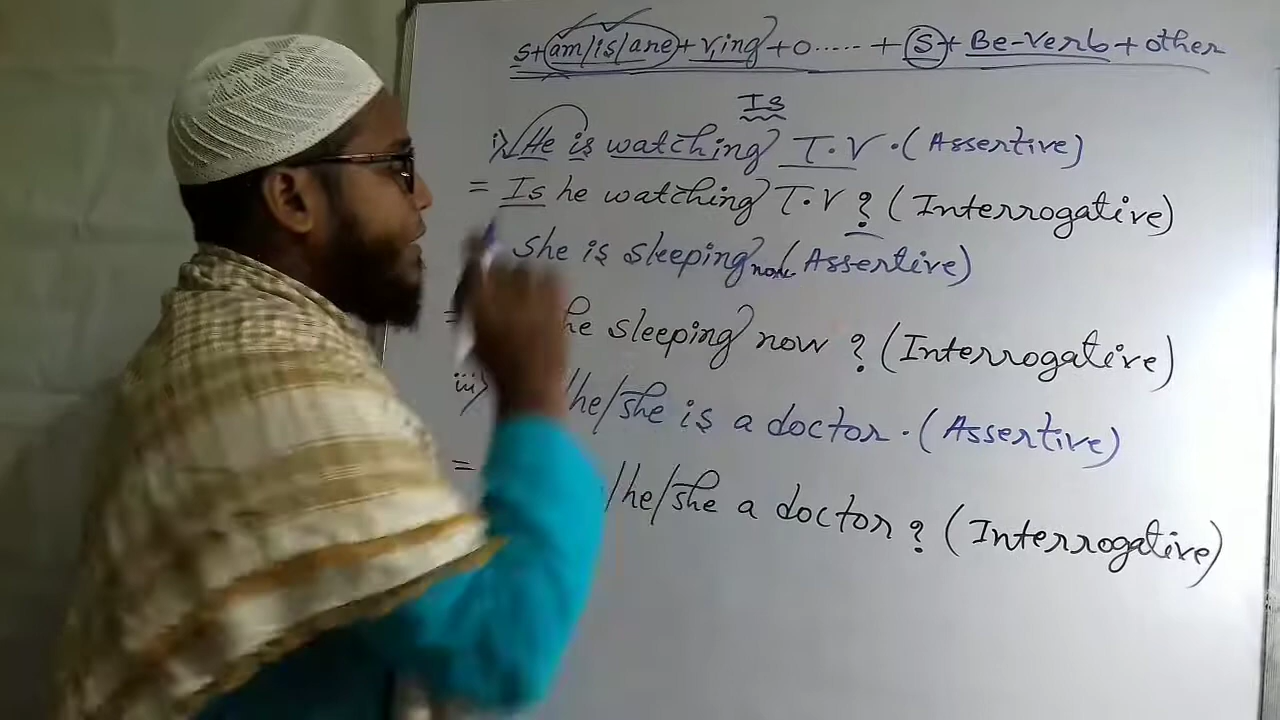 s+am/is/are+v,ing+o.....+(S)+Be-verb+other
Is
i) He is watching T.V.(Assertive)
= Is he watching T.V?(Interrogative)
she is sleeping now(Assertive)
= he sleeping now?(Interrogative)
iii) /he/she is a doctor.(Assertive)
= /he/she a doctor?(Interrogative)